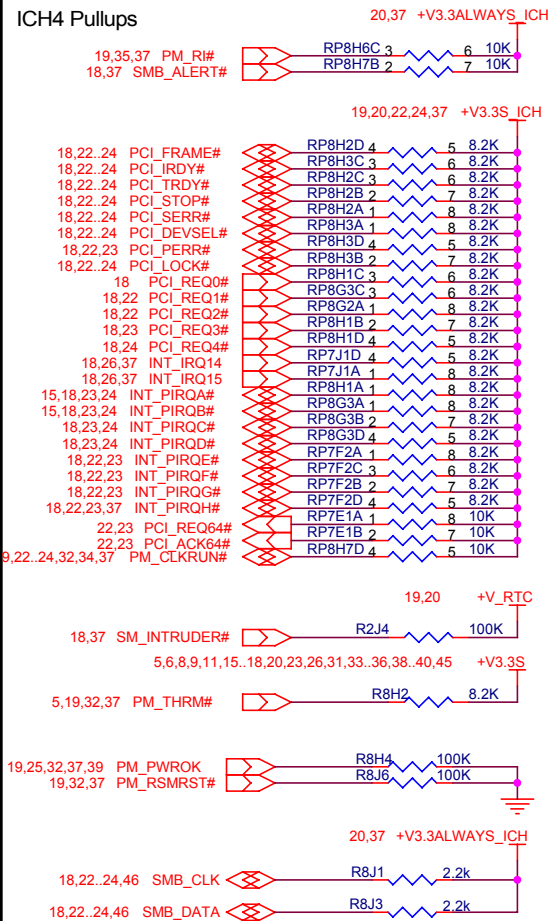 ICH4 Pullups
20,37 +V3.3ALWAYS_ICH
19,35,37 PM_RI# RP8H6C 3 6 10K
18,37 SMB_ALERT# RP8H7B 2 7 10K
19,20,22,24,37 +V3.3S_ICH
18,22..24 PCI_FRAME# RP8H2D 4 5 8.2K
18,22..24 PCI_IRDY# RP8H3C 3 6 8.2K
18,22..24 PCI_TRDY# RP8H2C 3 6 8.2K
18,22..24 PCI_STOP# RP8H2B 2 7 8.2K
18,22..24 PCI_SERR# RP8H2A 1 8 8.2K
18,22..24 PCI_DEVSEL# RP8H3A 1 8 8.2K
18,22,23 PCI_PERR# RP8H3D 4 5 8.2K
18,22..24 PCI_LOCK# RP8H3B 2 7 8.2K
18 PCI_REQ0# RP8H1C 3 6 8.2K
18,22 PCI_REQ1# RP8G3C 3 6 8.2K
18,22 PCI_REQ2# RP8G2A 1 8 8.2K
18,23 PCI_REQ3# RP8H1B 2 7 8.2K
18,24 PCI_REQ4# RP8H1D 4 5 8.2K
18,26,37 INT_IRQ14 RP7J1D 4 5 8.2K
18,26,37 INT_IRQ15 RP7J1A 1 8 8.2K
15,18,23,24 INT_PIRQA# RP8H1A 1 8 8.2K
15,18,23,24 INT_PIRQB# RP8G3A 1 8 8.2K
18,23,24 INT_PIRQC# RP8G3B 2 7 8.2K
18,23,24 INT_PIRQD# RP8G3D 4 5 8.2K
18,22,23 INT_PIRQE# RP7F2A 1 8 8.2K
18,22,23 INT_PIRQF# RP7F2C 3 6 8.2K
18,22,23 INT_PIRQG# RP7F2B 2 7 8.2K
18,22,23,37 INT_PIRQH# RP7F2D 4 5 8.2K
22,23 PCI_REQ64# RP7E1A 1 8 10K
22,23 PCI_ACK64# RP7E1B 2 7 10K
9,22..24,32,34,37 PM_CLKRUN# RP8H7D 4 5 10K
19,20 +V_RTC
18,37 SM_INTRUDER# R2J4 100K
5,6,8,9,11,15..18,20,23,26,31,33..36,38..40,45 +V3.3S
5,19,32,37 PM_THRM# R8H2 8.2K
19,25,32,37,39 PM_PWROK R8H4 100K
19,32,37 PM_RSMRST# R8J6 100K
20,37 +V3.3ALWAYS_ICH
18,22..24,46 SMB_CLK R8J1 2.2k
18,22..24,46 SMB_DATA R8J3 2.2k